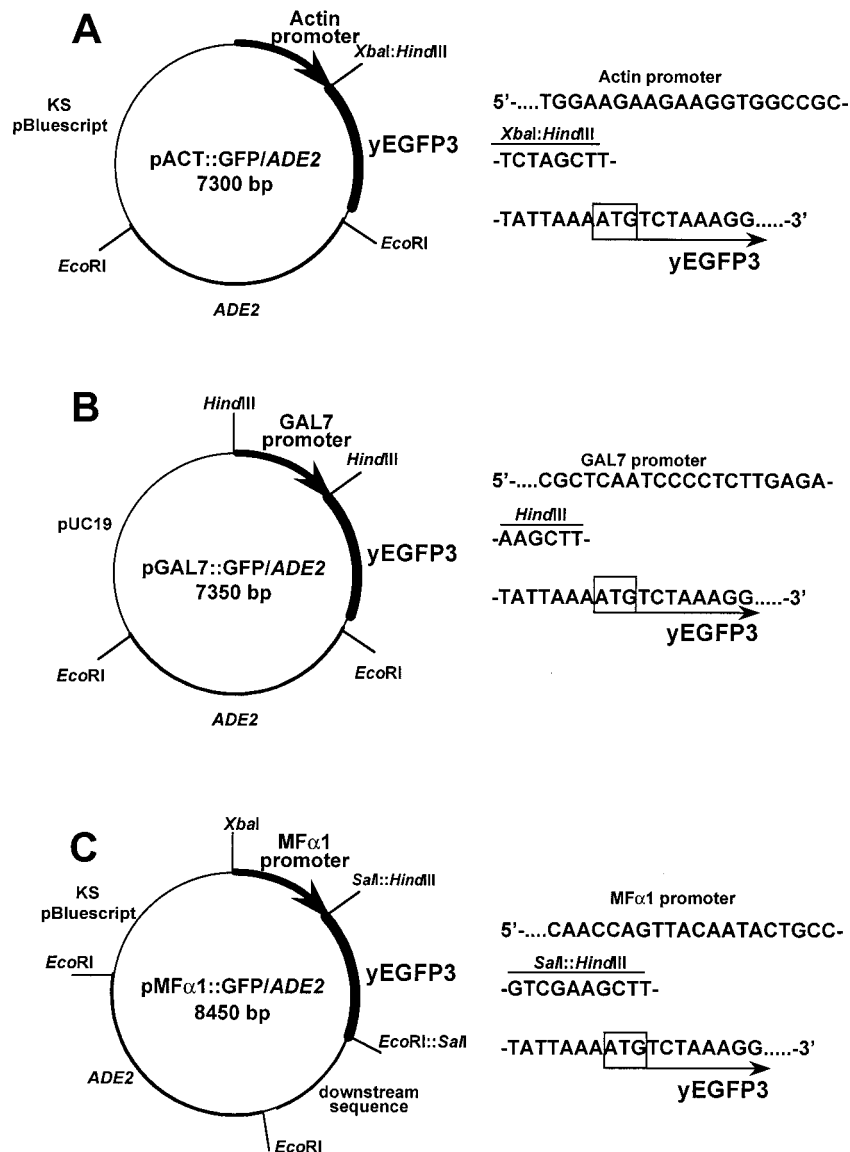 A
Actin
promoter
XbaI:HindIII
KS
pBluescript
yEGFP3
pACT::GFP/ADE2
7300 bp
EcoRI
EcoRI
ADE2
Actin promoter
5'-....TGGAAGAAGAAGGTGGCCGC-
XbaI:HindIII
-TCTAGCTT-
-TATTAAAATGTCTAAAGG.....-3'
yEGFP3
B
HindIII
GAL7
promoter
HindIII
pUC19
yEGFP3
pGAL7::GFP/ADE2
7350 bp
EcoRI
EcoRI
ADE2
GAL7 promoter
5'-....CGCTCAATCCCCTCTTGAGA-
HindIII
-AAGCTT-
-TATTAAAATGTCTAAAGG.....-3'
yEGFP3
C
XbaI
MFα1
promoter
SalI::HindIII
KS
pBluescript
EcoRI
yEGFP3
pMFα1::GFP/ADE2
8450 bp
EcoRI::SalI
ADE2
downstream
sequence
EcoRI
MFα1 promoter
5'-....CAACCAGTTACAATACTGCC-
SalI::HindIII
-GTCGAAGCTT-
-TATTAAAATGTCTAAAGG.....-3'
yEGFP3